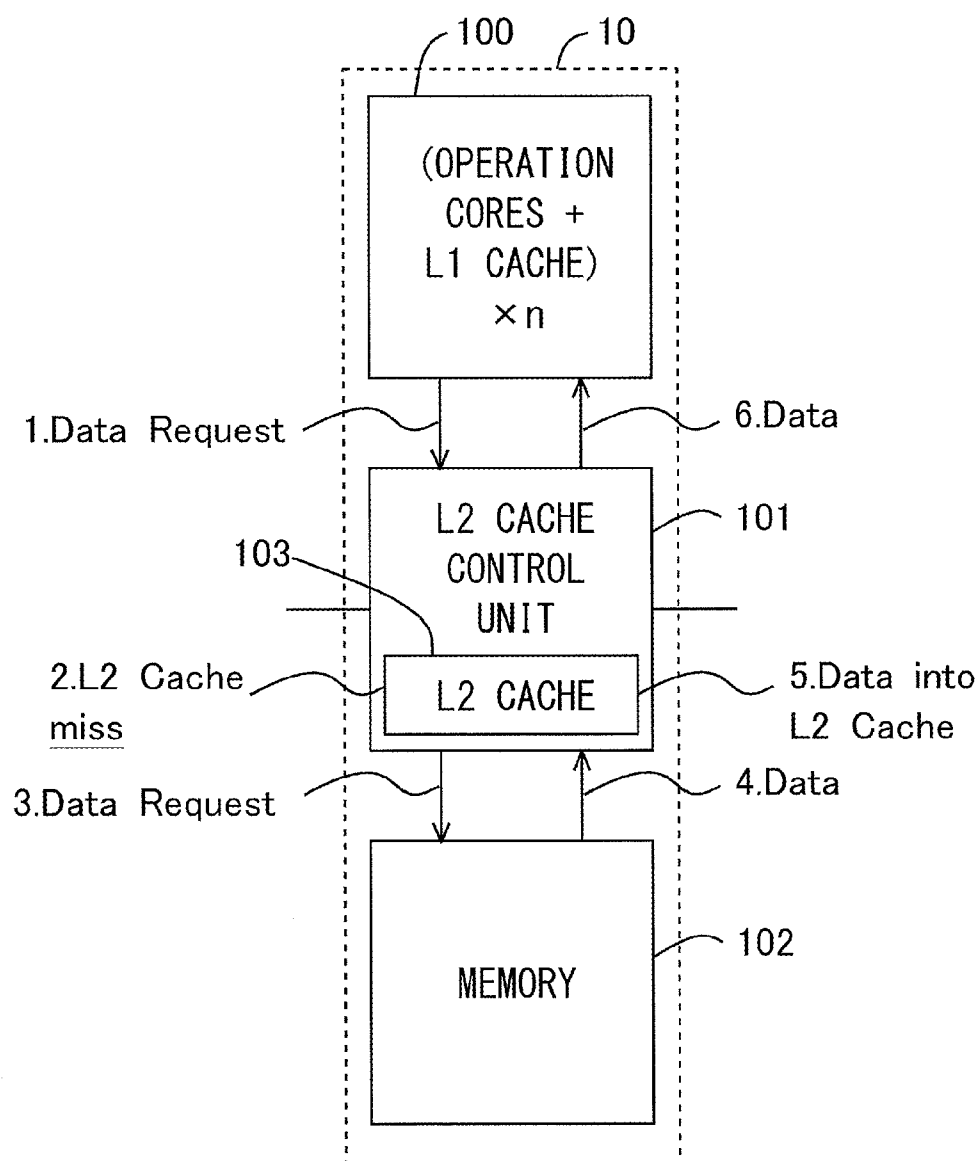 100
10
(OPERATION
CORES +
L1 CACHE)
×n
1.Data Request
6.Data
L2 CACHE
CONTROL
UNIT
101
103
2.L2 Cache
miss
L2 CACHE
5.Data into
L2 Cache
3.Data Request
4.Data
MEMORY
102